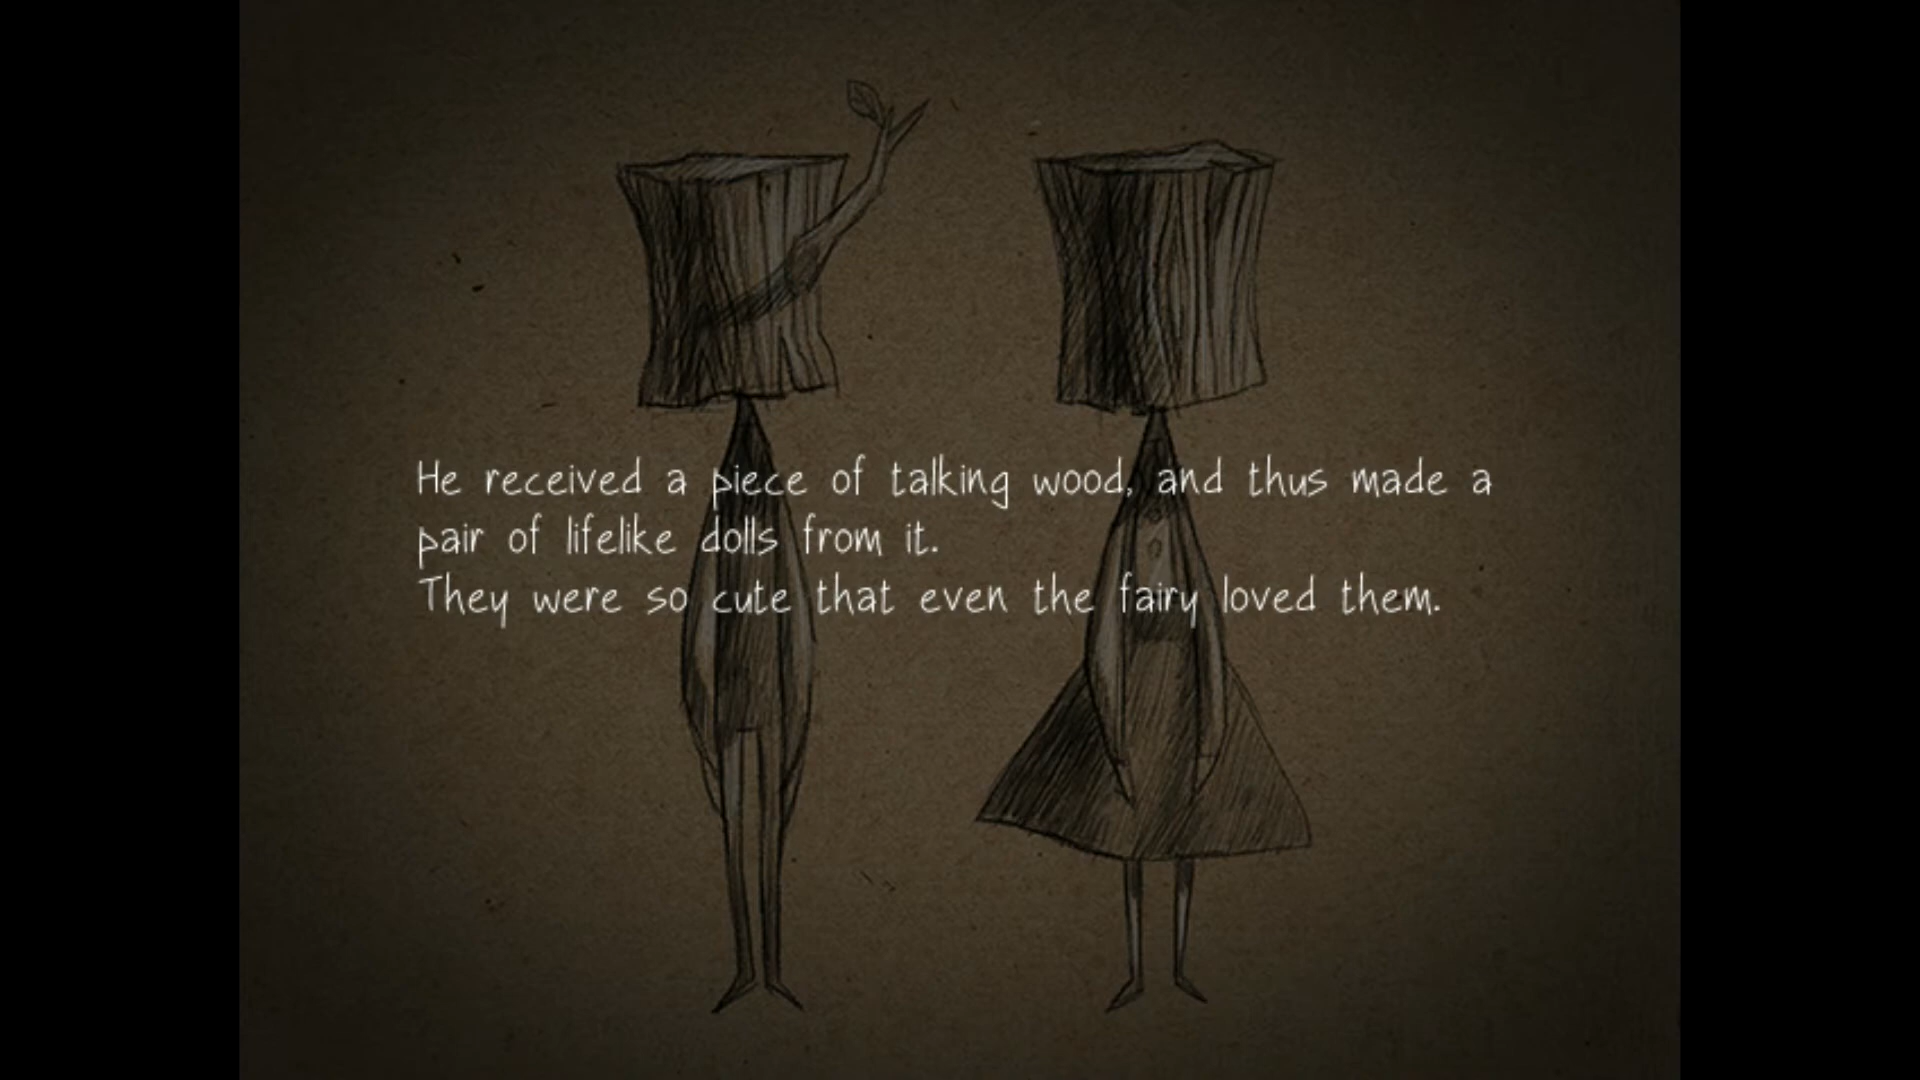 He received a piece of talking wood, and thus made a
pair of lifelike dolls from it.
They were so cute that even the fairy loved them.